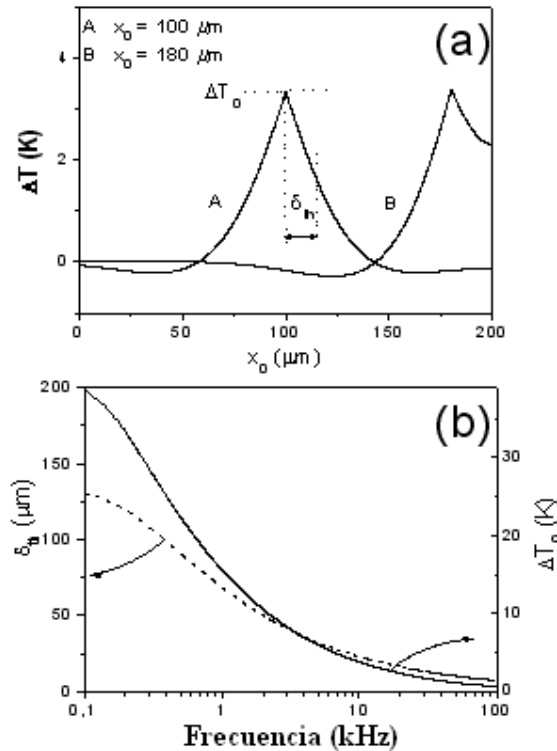 A x₀ = 100 µm
B x₀ = 180 µm
(a)
ΔT₀
A
B
δth
ΔT (K)
4
2
0
0 50 100 150 200
x₀ (µm)
(b)
δth (µm)
200
150
100
50
0
30
20
10
0
ΔT₀ (K)
0,1 1 10 100
Frecuencia (kHz)